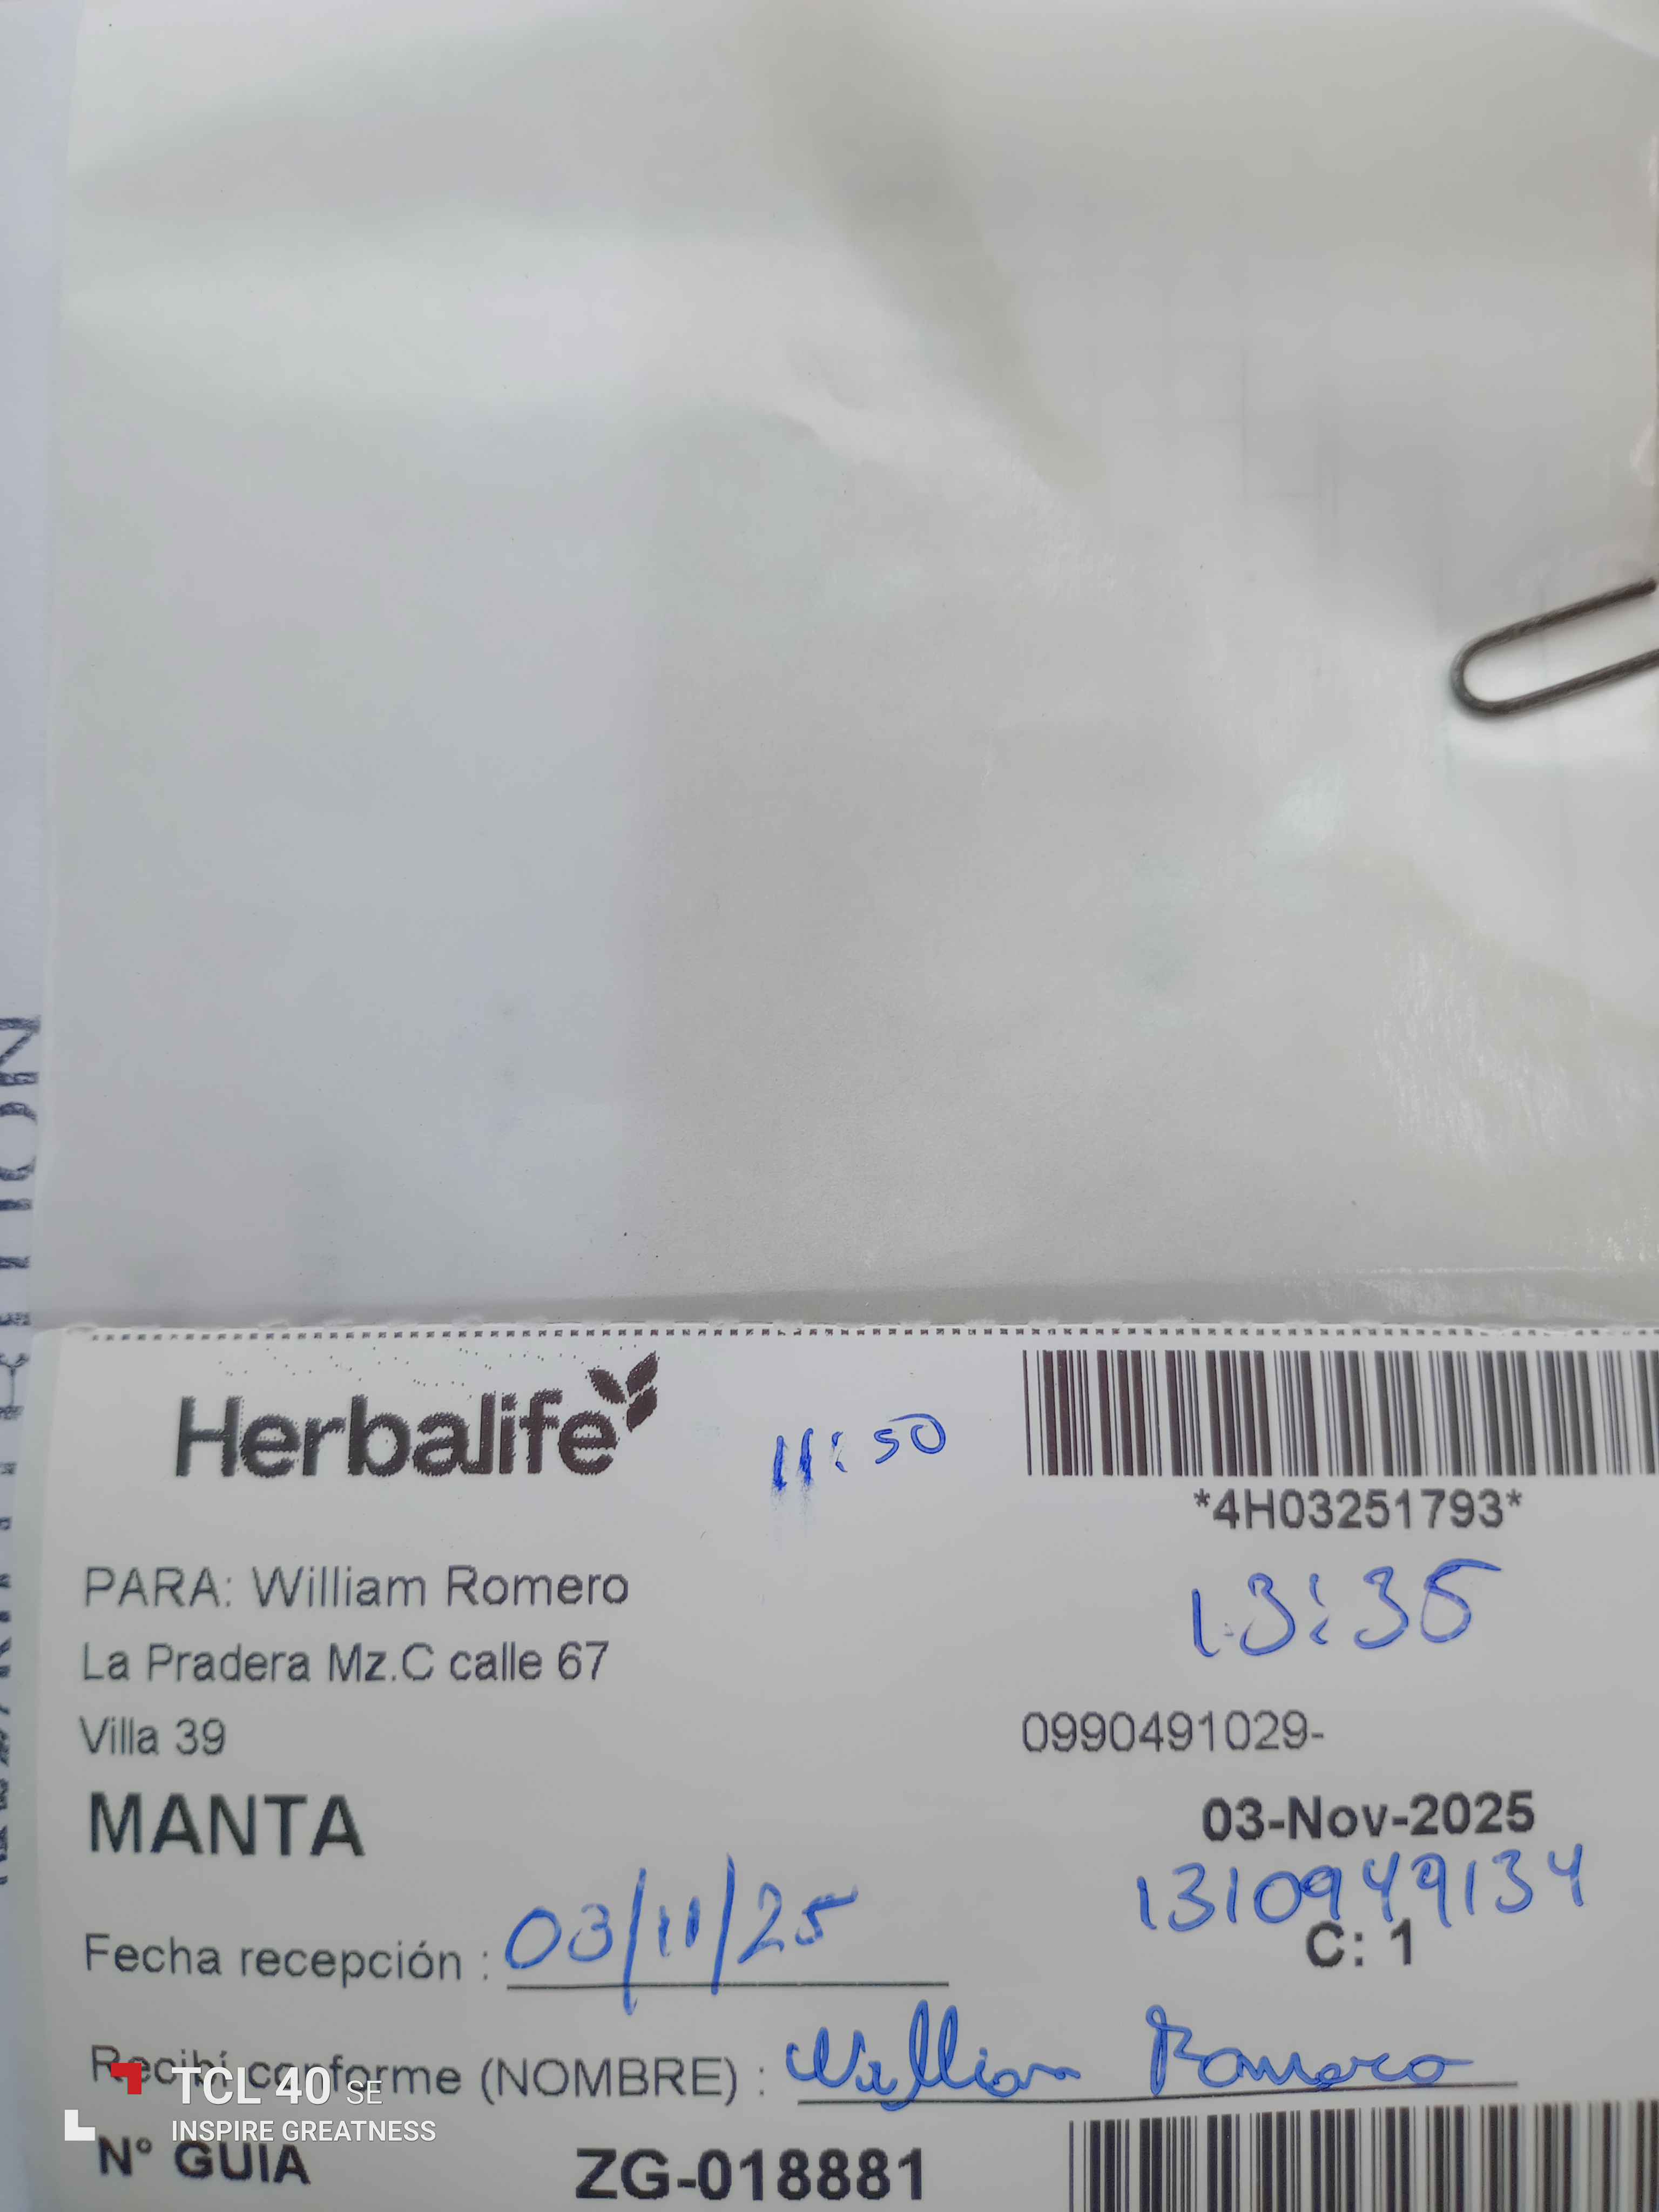 Herbalife
11:50
*4H03251793*
PARA: William Romero
13:35
La Pradera Mz.C calle 67
Villa 39
0990491029-
MANTA
03-Nov-2025
1310949134
Fecha recepción : 03/11/25
C: 1
Recibí conforme (NOMBRE) : William Romero
TCL 40 SE
INSPIRE GREATNESS
N° GUIA ZG-018881